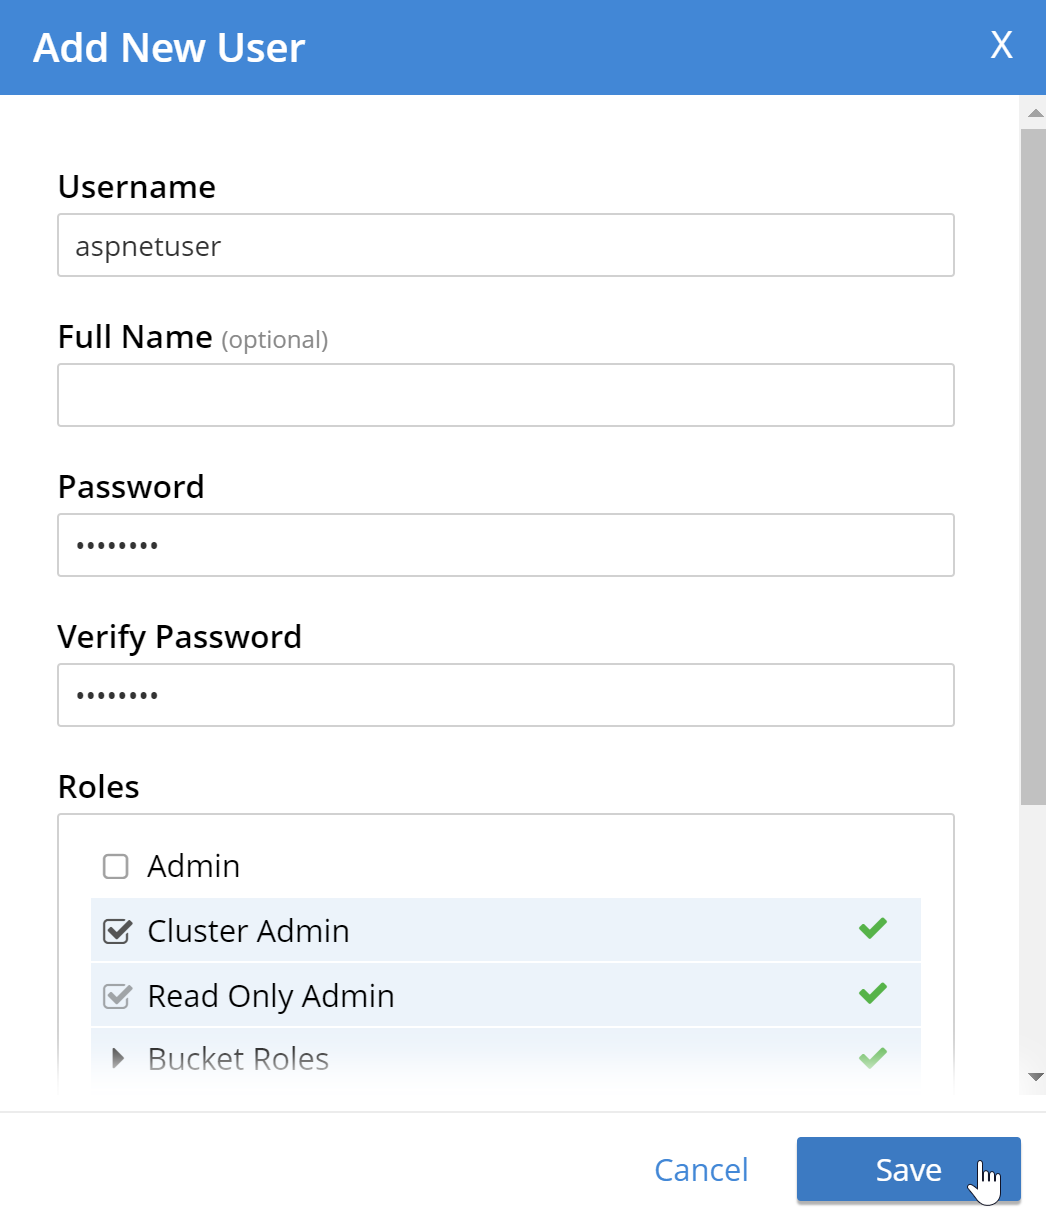 Add New User
X
Username
aspnetuser
Full Name (optional)
Password
••••••••
Verify Password
••••••••
Roles
Admin
Cluster Admin
Read Only Admin
Bucket Roles
Cancel
Save